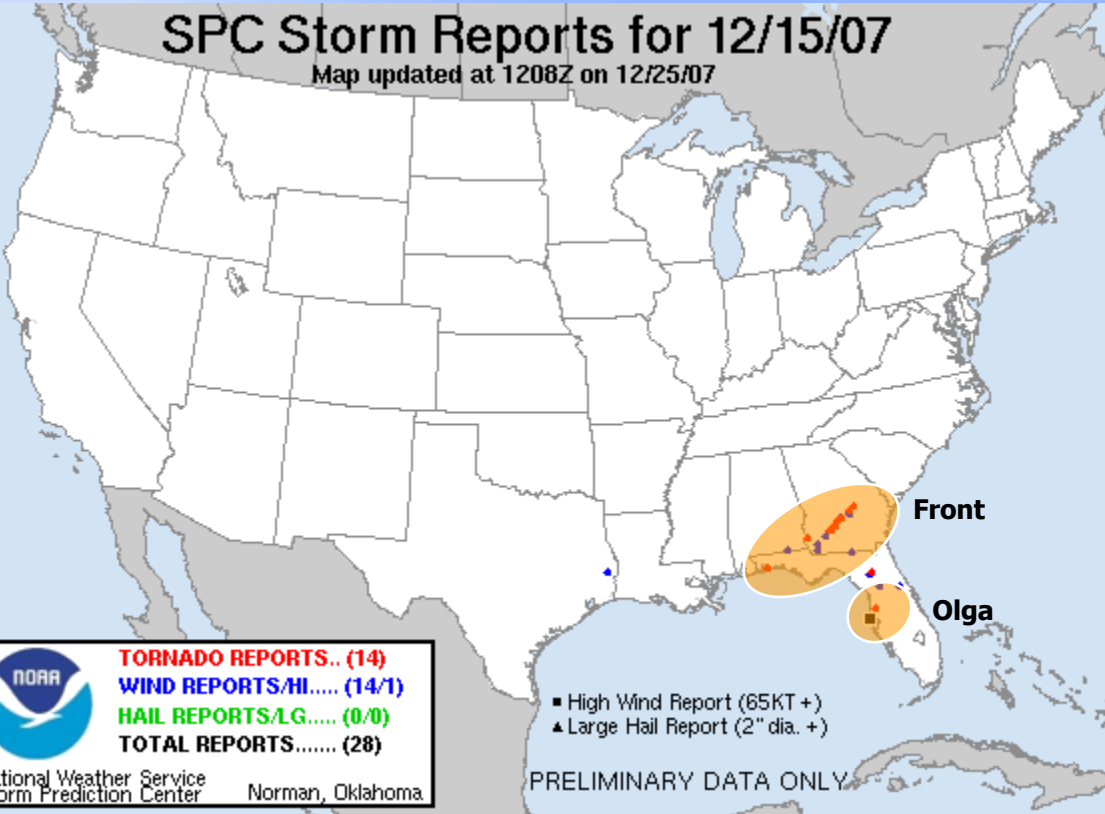 SPC Storm Reports for 12/15/07
Map updated at 1208Z on 12/25/07
Front
Olga
NOAA
TORNADO REPORTS.. (14)
WIND REPORTS/HI..... (14/1)
HAIL REPORTS/LG..... (0/0)
TOTAL REPORTS....... (28)
ational Weather Service
orm Prediction Center Norman, Oklahoma
High Wind Report (65KT +)
Large Hail Report (2" dia. +)
PRELIMINARY DATA ONLY